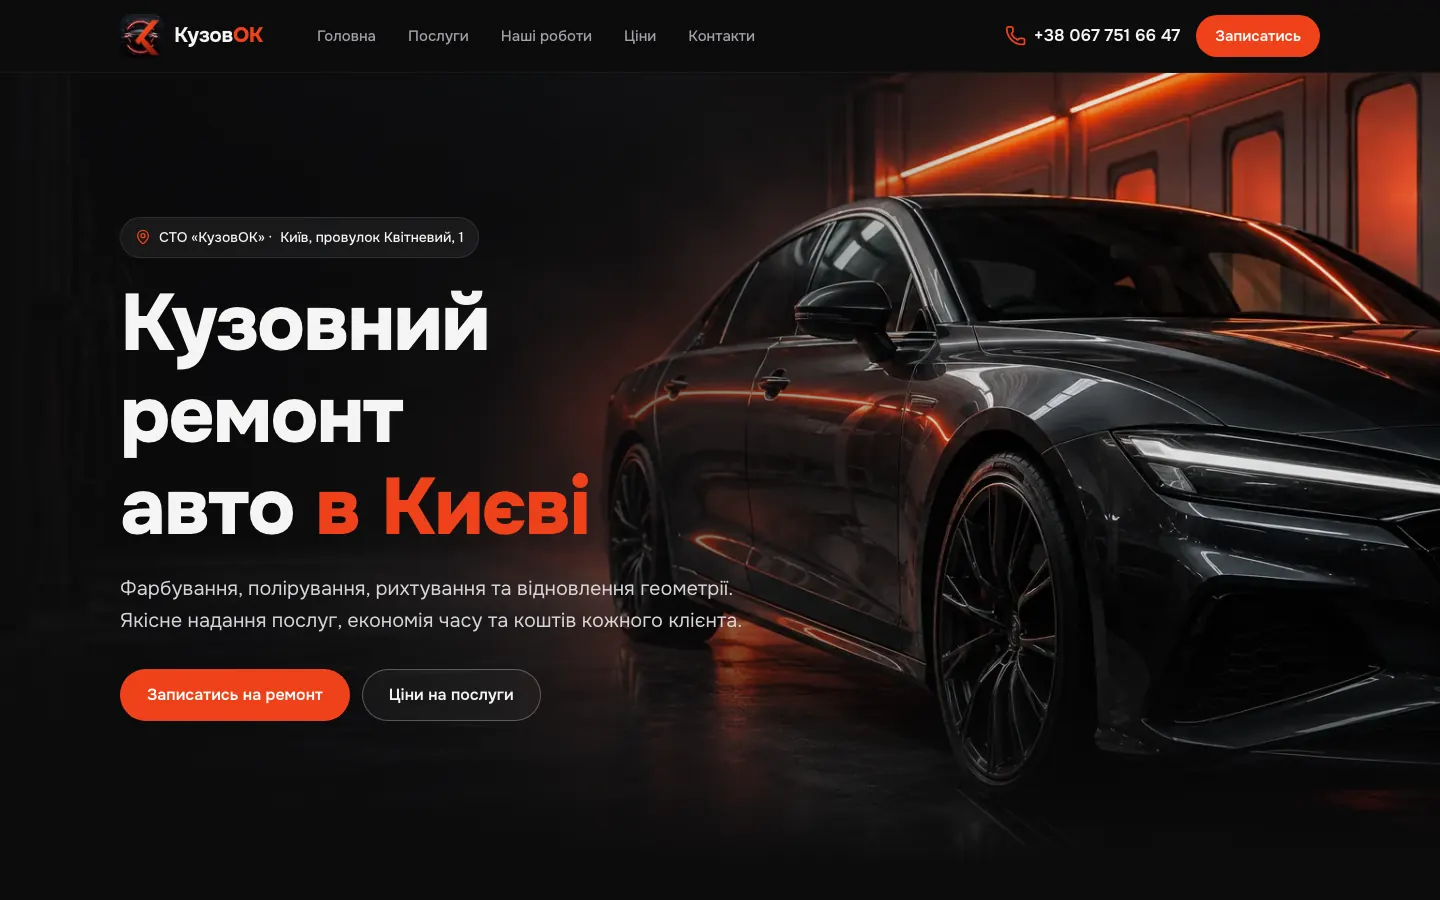 КузовОК
Головна
Послуги
Наші роботи
Ціни
Контакти
+38 067 751 66 47
Записатись
СТО «КузовОК» · Київ, провулок Квітневий, 1
Кузовний
ремонт
авто в Києві
Фарбування, полірування, рихтування та відновлення геометрії.
Якісне надання послуг, економія часу та коштів кожного клієнта.
Записатись на ремонт
Ціни на послуги